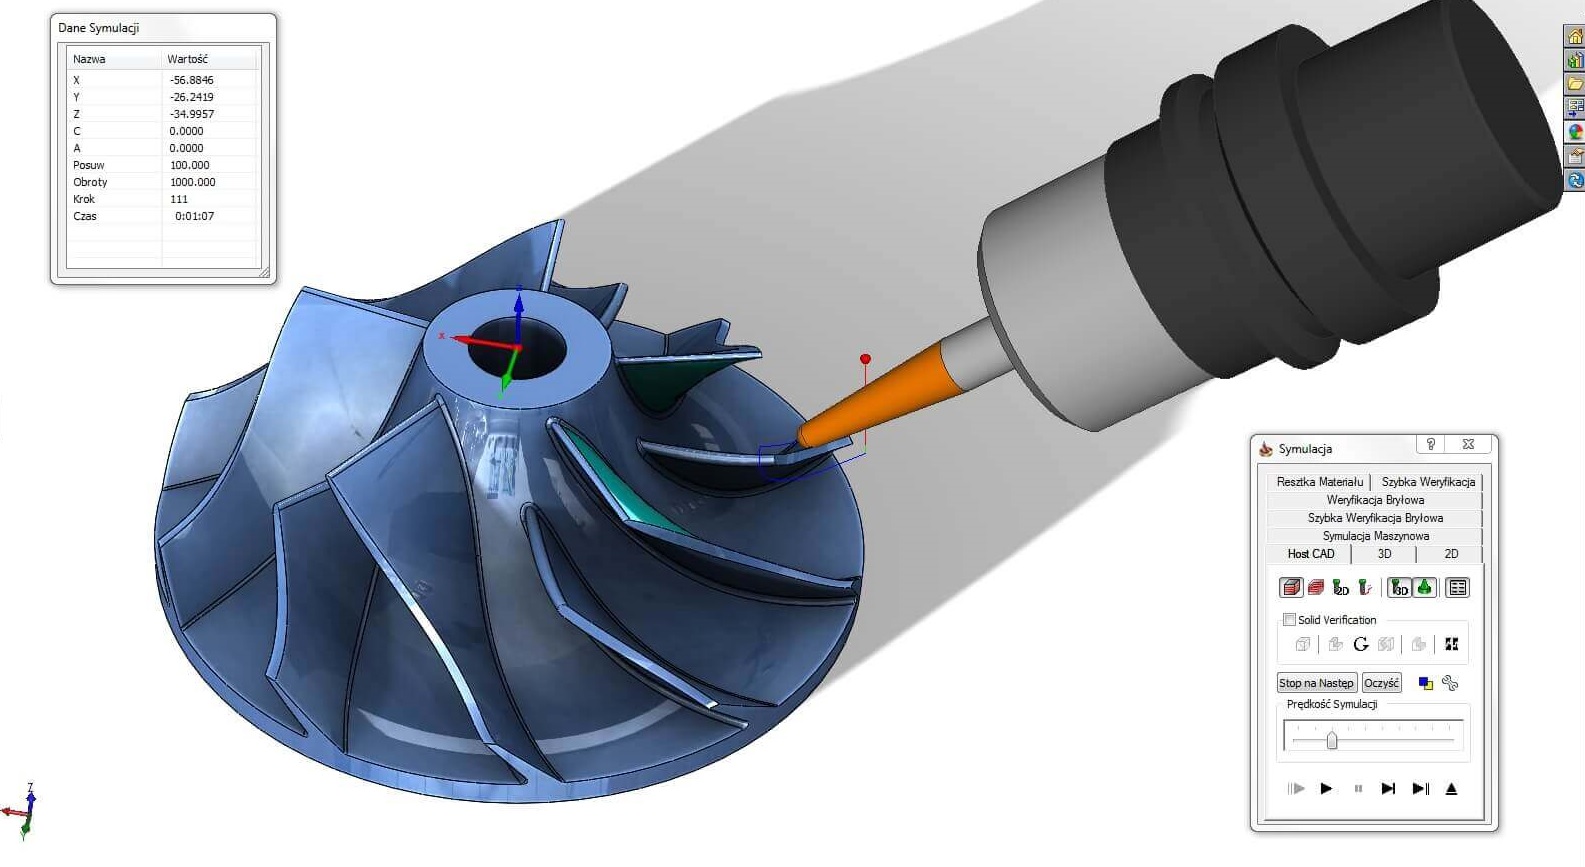 Dane Symulacji
Nazwa Wartość
X -56.8846
Y -26.2419
Z -34.9957
C 0.0000
A 0.0000
Posuw 100.000
Obroty 1000.000
Krok 111
Czas 0:01:07
x
Symulacja ?
Resztka Materiału Szybka Weryfikacja
Weryfikacja Bryłowa
Szybka Weryfikacja Bryłowa
Symulacja Maszynowa
Host CAD 3D 2D
2D 3D
Solid Verification
Stop na Następ Oczyść
Prędkość Symulacji
Z
Y